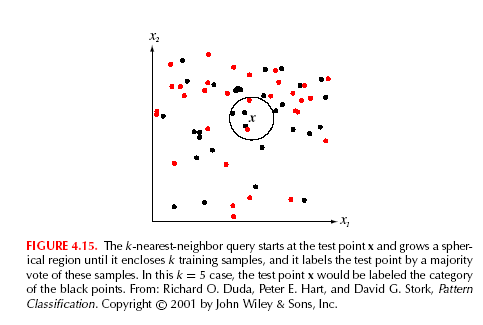 x₂
x
x₁
FIGURE 4.15. The k-nearest-neighbor query starts at the test point x and grows a spher-
ical region until it encloses k training samples, and it labels the test point by a majority
vote of these samples. In this k = 5 case, the test point x would be labeled the category
of the black points. From: Richard O. Duda, Peter E. Hart, and David G. Stork, Pattern
Classification. Copyright © 2001 by John Wiley & Sons, Inc.